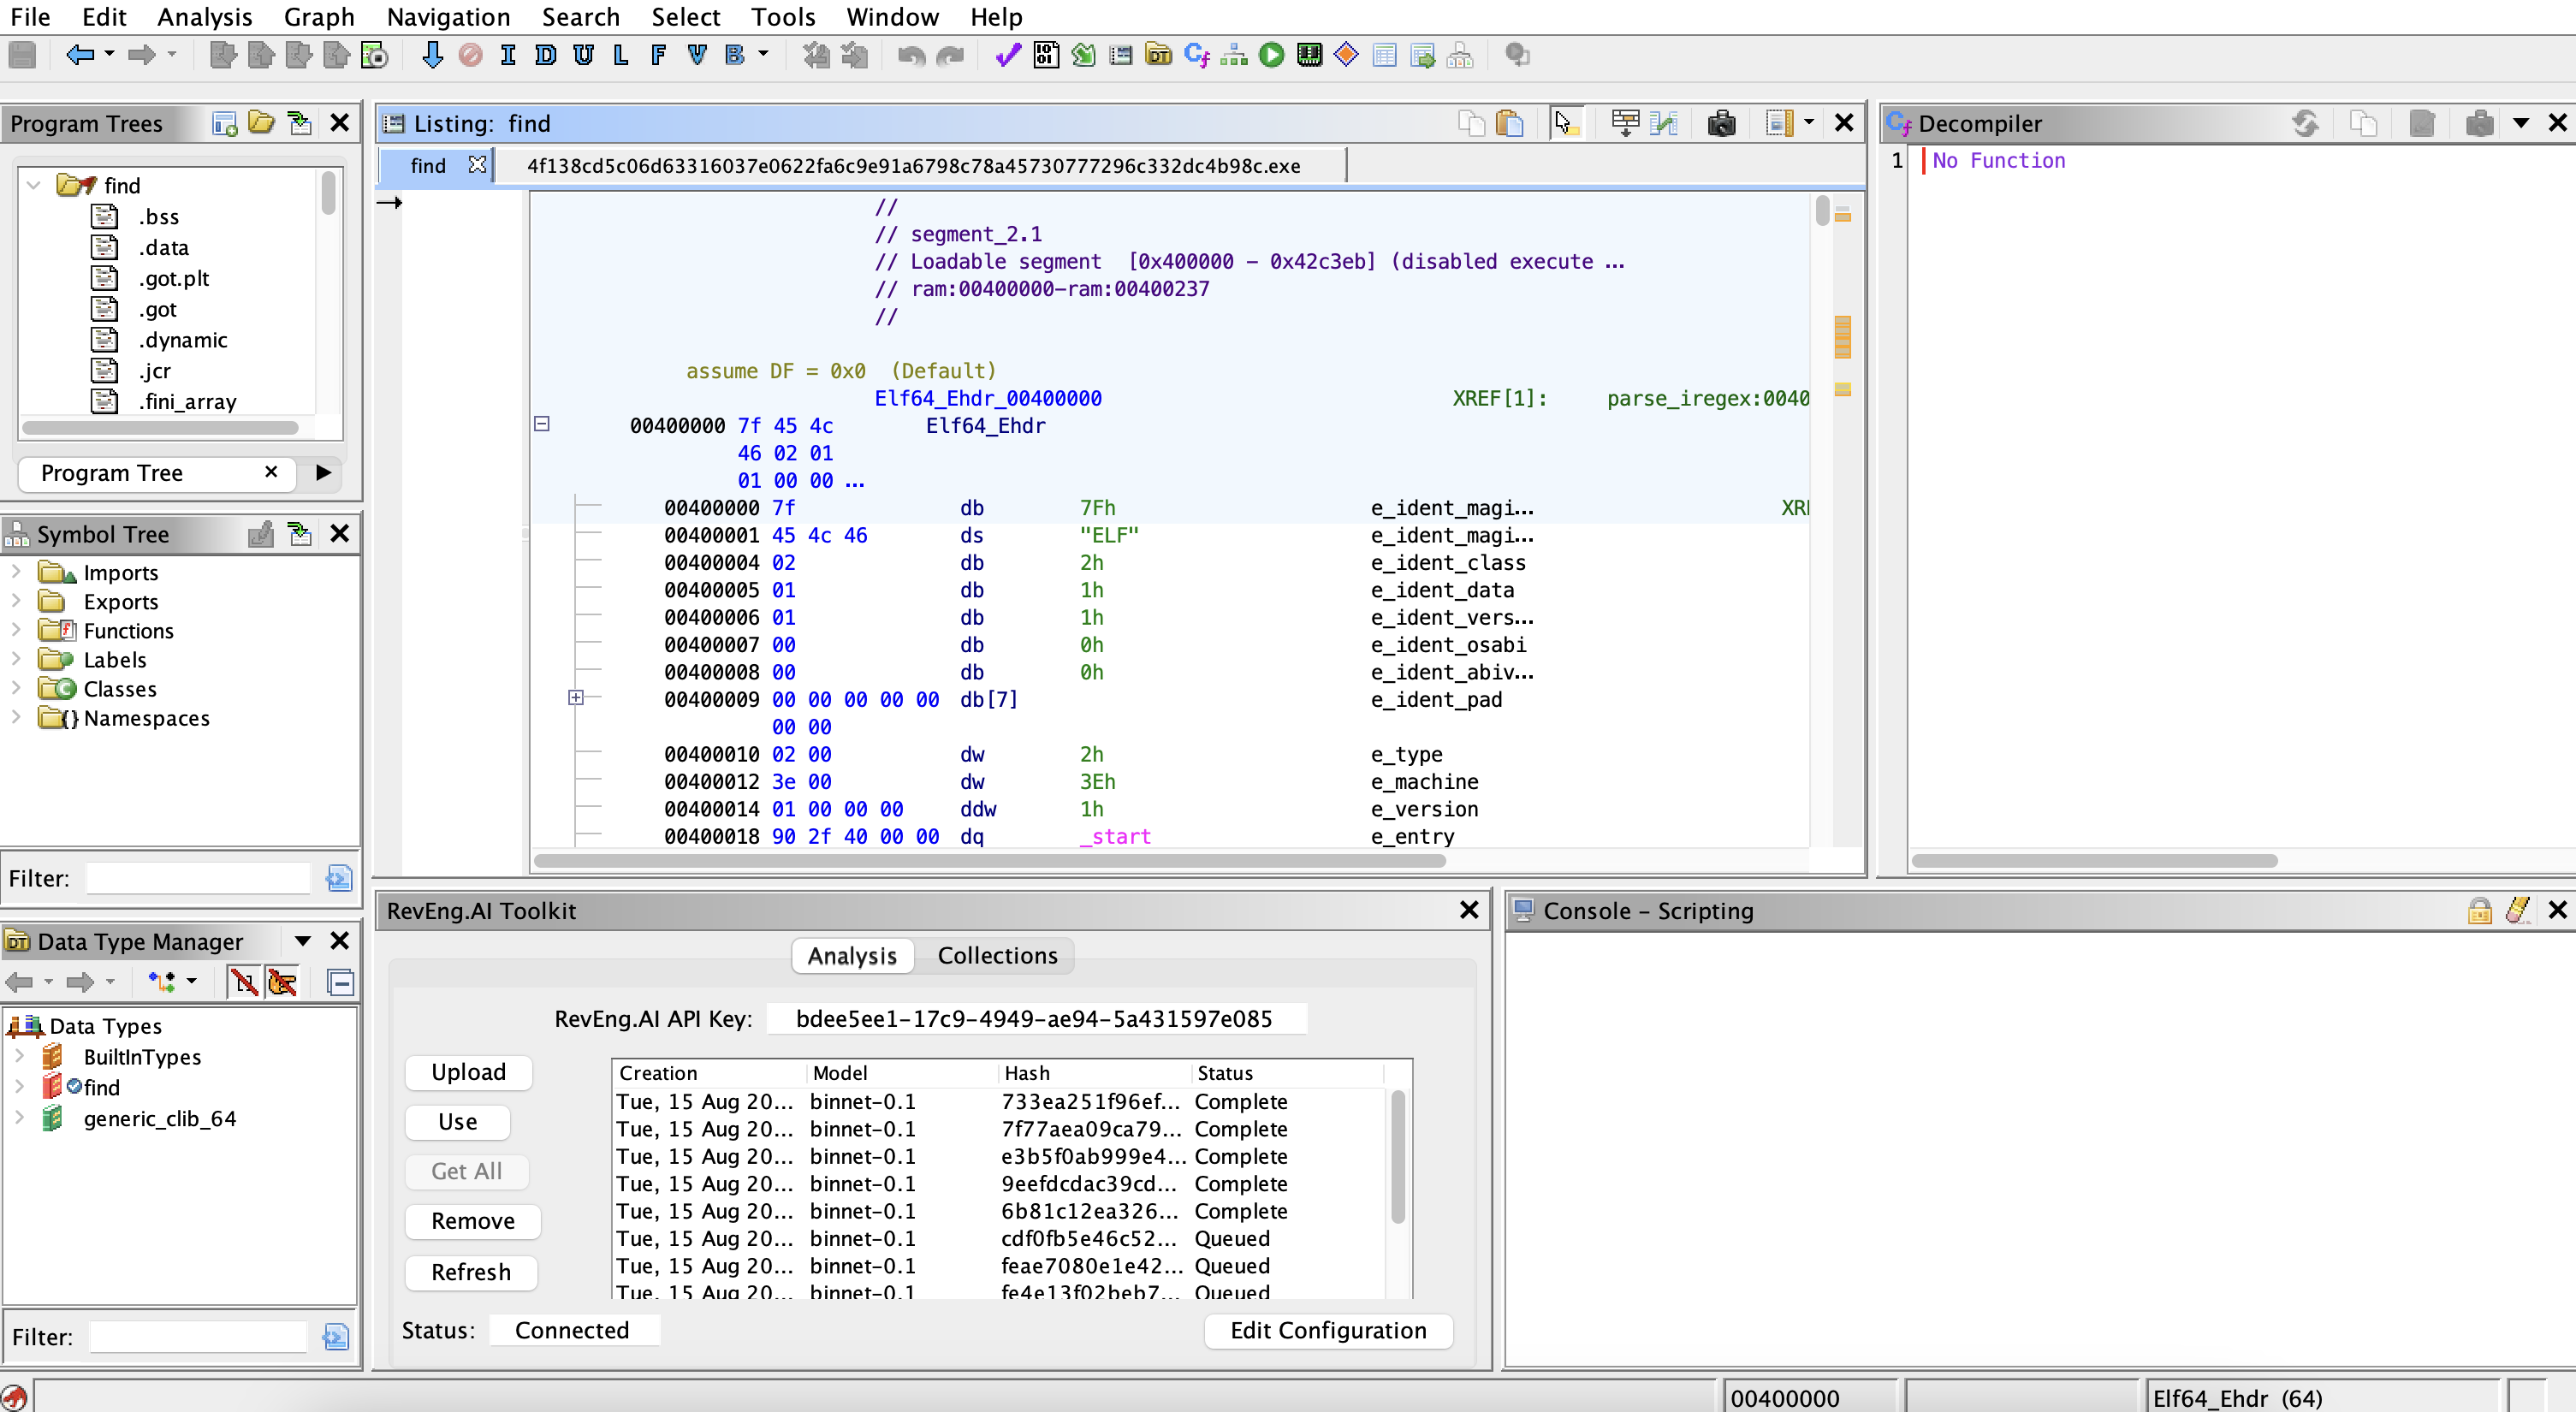 File Edit Analysis Graph Navigation Search Select Tools Window Help
I D U L F V B
Program Trees
find
.bss
.data
.got.plt
.got
.dynamic
.jcr
.fini_array
Program Tree
Symbol Tree
Imports
Exports
Functions
Labels
Classes
Namespaces
Filter:
Data Type Manager
Data Types
BuiltInTypes
find
generic_clib_64
Filter:
Listing: find
find 4f138cd5c06d63316037e0622fa6c9e91a6798c78a45730777296c332dc4b98c.exe
//
// segment_2.1
// Loadable segment [0x400000 - 0x42c3eb] (disabled execute ...
// ram:00400000-ram:00400237
//
assume DF = 0x0 (Default)
Elf64_Ehdr_00400000 XREF[1]: parse_iregex:0040
00400000 7f 45 4c Elf64_Ehdr
46 02 01
01 00 00 ...
00400000 7f db 7Fh e_ident_magi... XRE
00400001 45 4c 46 ds "ELF" e_ident_magi...
00400004 02 db 2h e_ident_class
00400005 01 db 1h e_ident_data
00400006 01 db 1h e_ident_vers...
00400007 00 db 0h e_ident_osabi
00400008 00 db 0h e_ident_abiv...
00400009 00 00 00 00 00 db[7] e_ident_pad
00 00
00400010 02 00 dw 2h e_type
00400012 3e 00 dw 3Eh e_machine
00400014 01 00 00 00 ddw 1h e_version
00400018 90 2f 40 00 00 dq _start e_entry
Decompiler
1 No Function
RevEng.AI Toolkit
Analysis Collections
RevEng.AI API Key: bdee5ee1-17c9-4949-ae94-5a431597e085
Upload
Use
Get All
Remove
Refresh
Creation Model Hash Status
Tue, 15 Aug 20... binnet-0.1 733ea251f96ef... Complete
Tue, 15 Aug 20... binnet-0.1 7f77aea09ca79... Complete
Tue, 15 Aug 20... binnet-0.1 e3b5f0ab999e4... Complete
Tue, 15 Aug 20... binnet-0.1 9eefdcdac39cd... Complete
Tue, 15 Aug 20... binnet-0.1 6b81c12ea326... Complete
Tue, 15 Aug 20... binnet-0.1 cdf0fb5e46c52... Queued
Tue, 15 Aug 20... binnet-0.1 feae7080e1e42... Queued
Tue, 15 Aug 20... binnet-0.1 fe4e13f02beb7... Queued
Status: Connected
Edit Configuration
Console - Scripting
00400000 Elf64_Ehdr (64)